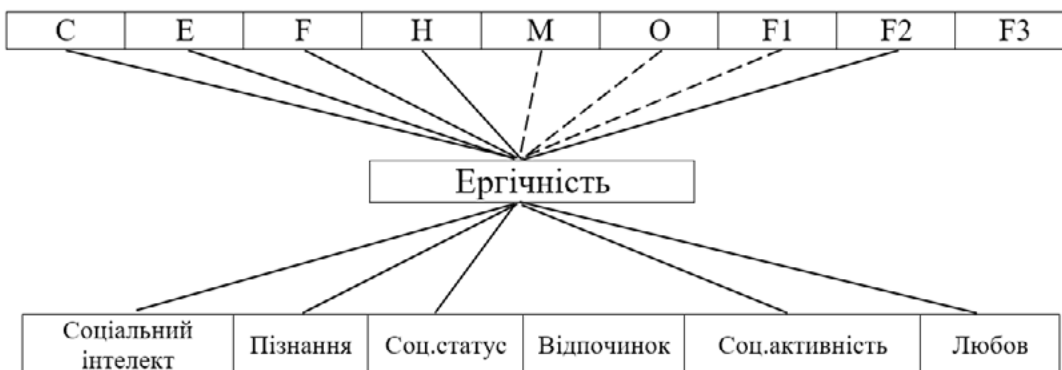 C E F H M O F1 F2 F3
Ергічність
Соціальний
інтелект
Пізнання
Соц.статус
Відпочинок
Соц.активність
Любов